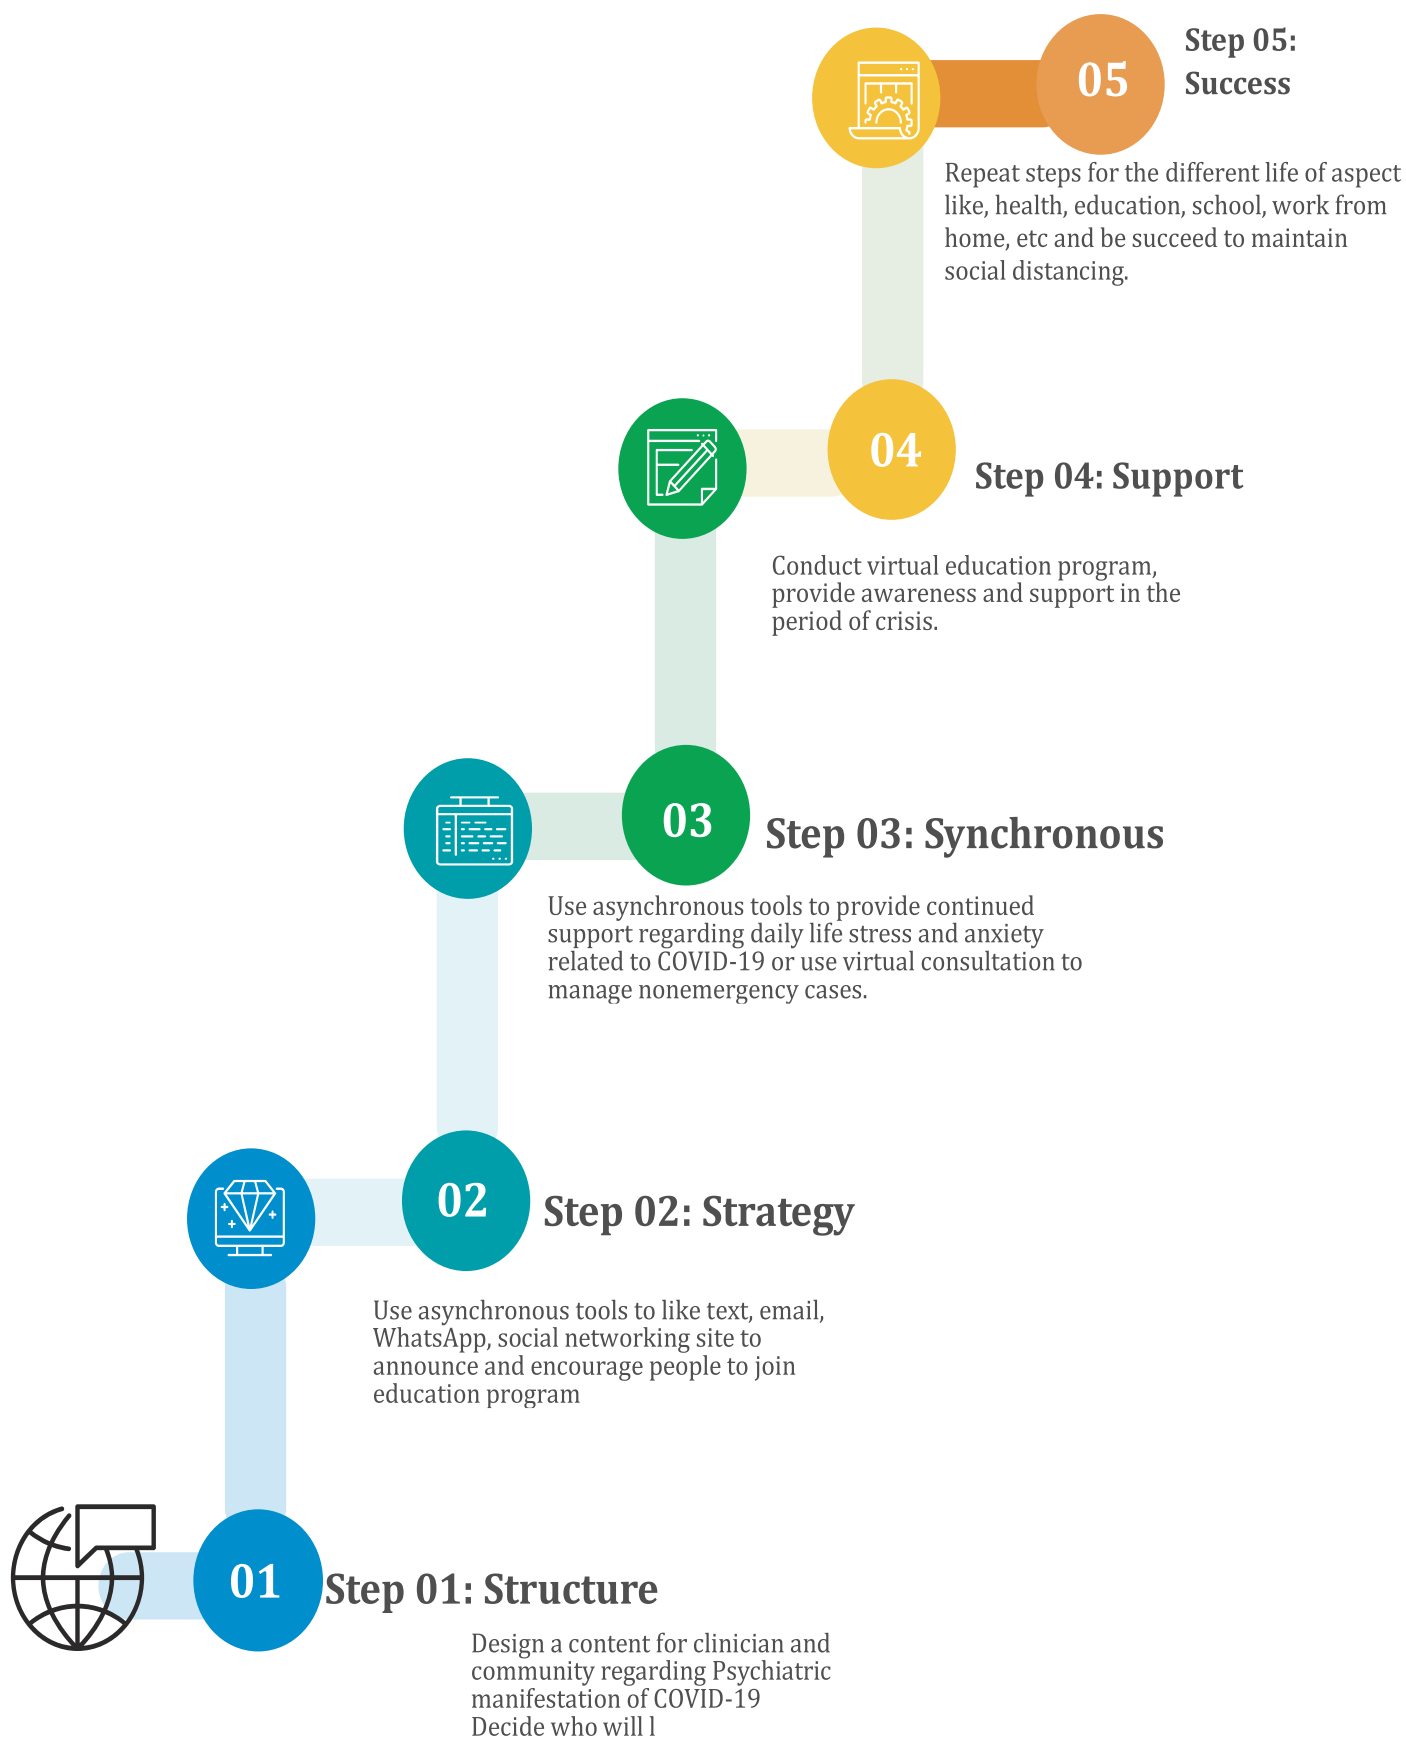 05
Step 05:
Success
Repeat steps for the different life of aspect
like, health, education, school, work from
home, etc and be succeed to maintain
social distancing.
04
Step 04: Support
Conduct virtual education program,
provide awareness and support in the
period of crisis.
03
Step 03: Synchronous
Use asynchronous tools to provide continued
support regarding daily life stress and anxiety
related to COVID-19 or use virtual consultation to
manage nonemergency cases.
02
Step 02: Strategy
Use asynchronous tools to like text, email,
WhatsApp, social networking site to
announce and encourage people to join
education program
01
Step 01: Structure
Design a content for clinician and
community regarding Psychiatric
manifestation of COVID-19
Decide who will l